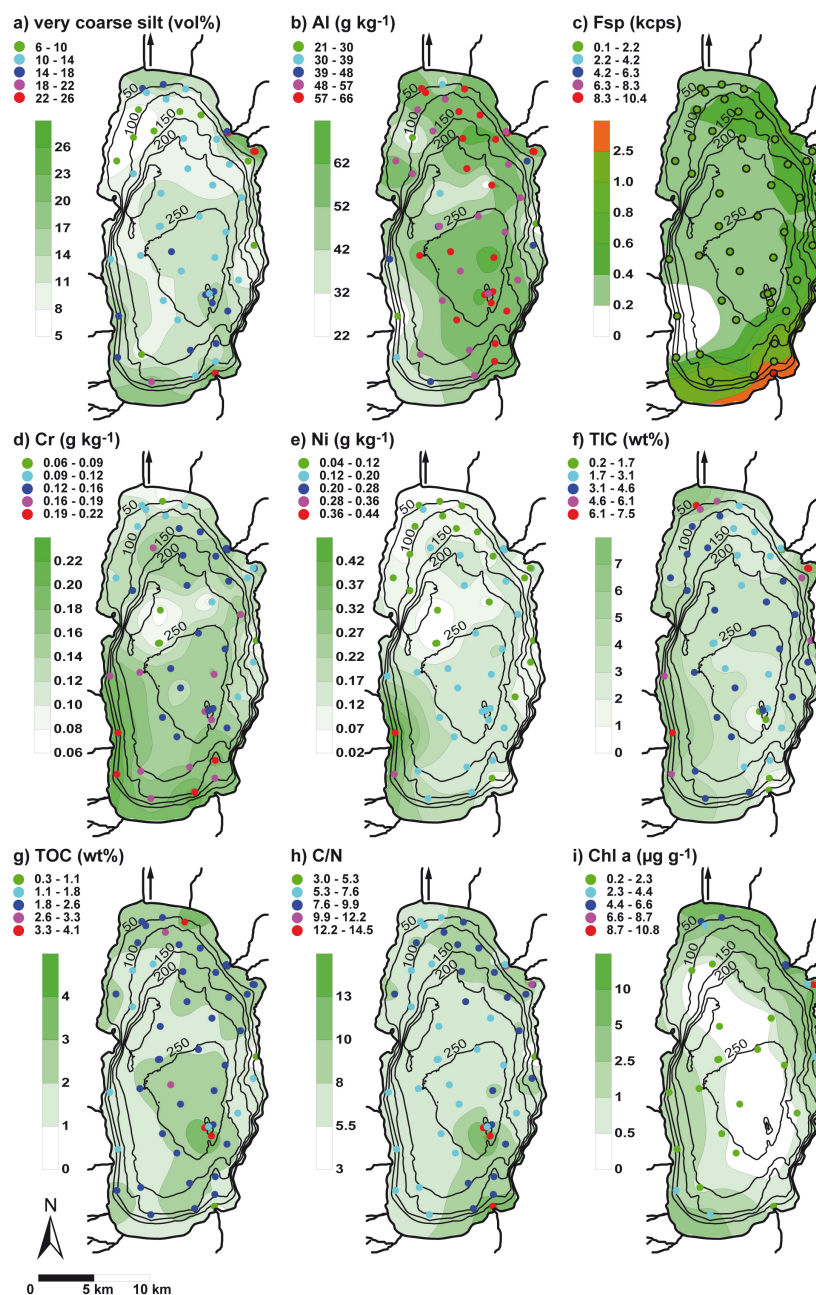 a) very coarse silt (vol%)
6 - 10
10 - 14
14 - 18
18 - 22
22 - 26
26
23
20
17
14
11
8
5
50
100
150
200
250
b) Al (g kg-1)
21 - 30
30 - 39
39 - 48
48 - 57
57 - 66
62
52
42
32
22
50
100
150
200
250
c) Fsp (kcps)
0.1 - 2.2
2.2 - 4.2
4.2 - 6.3
6.3 - 8.3
8.3 - 10.4
2.5
1.0
0.6
0.4
0.2
0
50
100
150
200
250
d) Cr (g kg-1)
0.06 - 0.09
0.09 - 0.12
0.12 - 0.16
0.16 - 0.19
0.19 - 0.22
0.22
0.20
0.18
0.16
0.14
0.12
0.10
0.08
0.06
50
100
150
200
250
e) Ni (g kg-1)
0.04 - 0.12
0.12 - 0.20
0.20 - 0.28
0.28 - 0.36
0.36 - 0.44
0.42
0.37
0.32
0.27
0.22
0.17
0.12
0.07
0.02
50
100
150
200
250
f) TIC (wt%)
0.2 - 1.7
1.7 - 3.1
3.1 - 4.6
4.6 - 6.1
6.1 - 7.5
7
6
5
4
3
2
1
0
50
100
150
200
250
g) TOC (wt%)
0.3 - 1.1
1.1 - 1.8
1.8 - 2.6
2.6 - 3.3
3.3 - 4.1
4
3
2
1
0
50
100
150
200
250
h) C/N
3.0 - 5.3
5.3 - 7.6
7.6 - 9.9
9.9 - 12.2
12.2 - 14.5
13
10
8
5.5
3
50
100
150
200
250
i) Chl a (µg g-1)
0.2 - 2.3
2.3 - 4.4
4.4 - 6.6
6.6 - 8.7
8.7 - 10.8
10
5
2.5
1
0.5
0
50
100
150
200
250
N
0 5 km 10 km